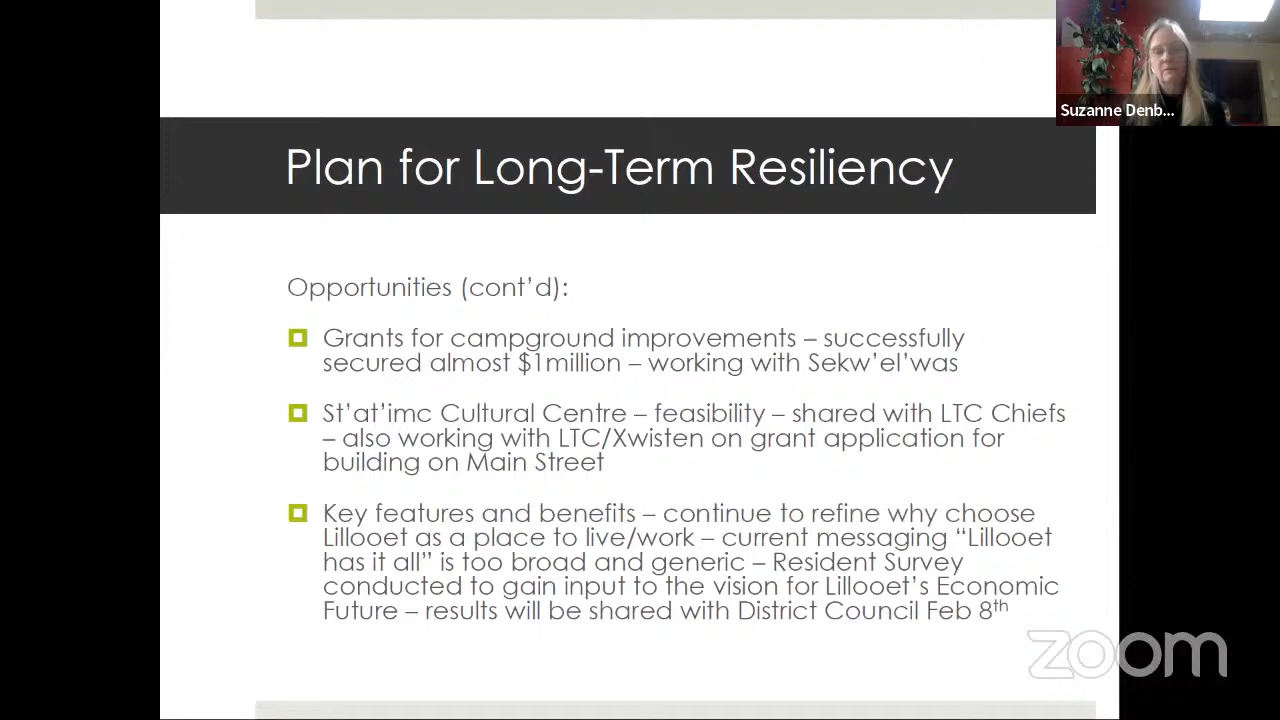 Suzanne Denb...
Plan for Long-Term Resiliency
Opportunities (cont’d):
Grants for campground improvements – successfully
secured almost $1million – working with Sekw’el’was
St’at’imc Cultural Centre – feasibility – shared with LTC Chiefs
– also working with LTC/Xwisten on grant application for
building on Main Street
Key features and benefits – continue to refine why choose
Lillooet as a place to live/work – current messaging “Lillooet
has it all” is too broad and generic – Resident Survey
conducted to gain input to the vision for Lillooet’s Economic
Future – results will be shared with District Council Feb 8th
zoom